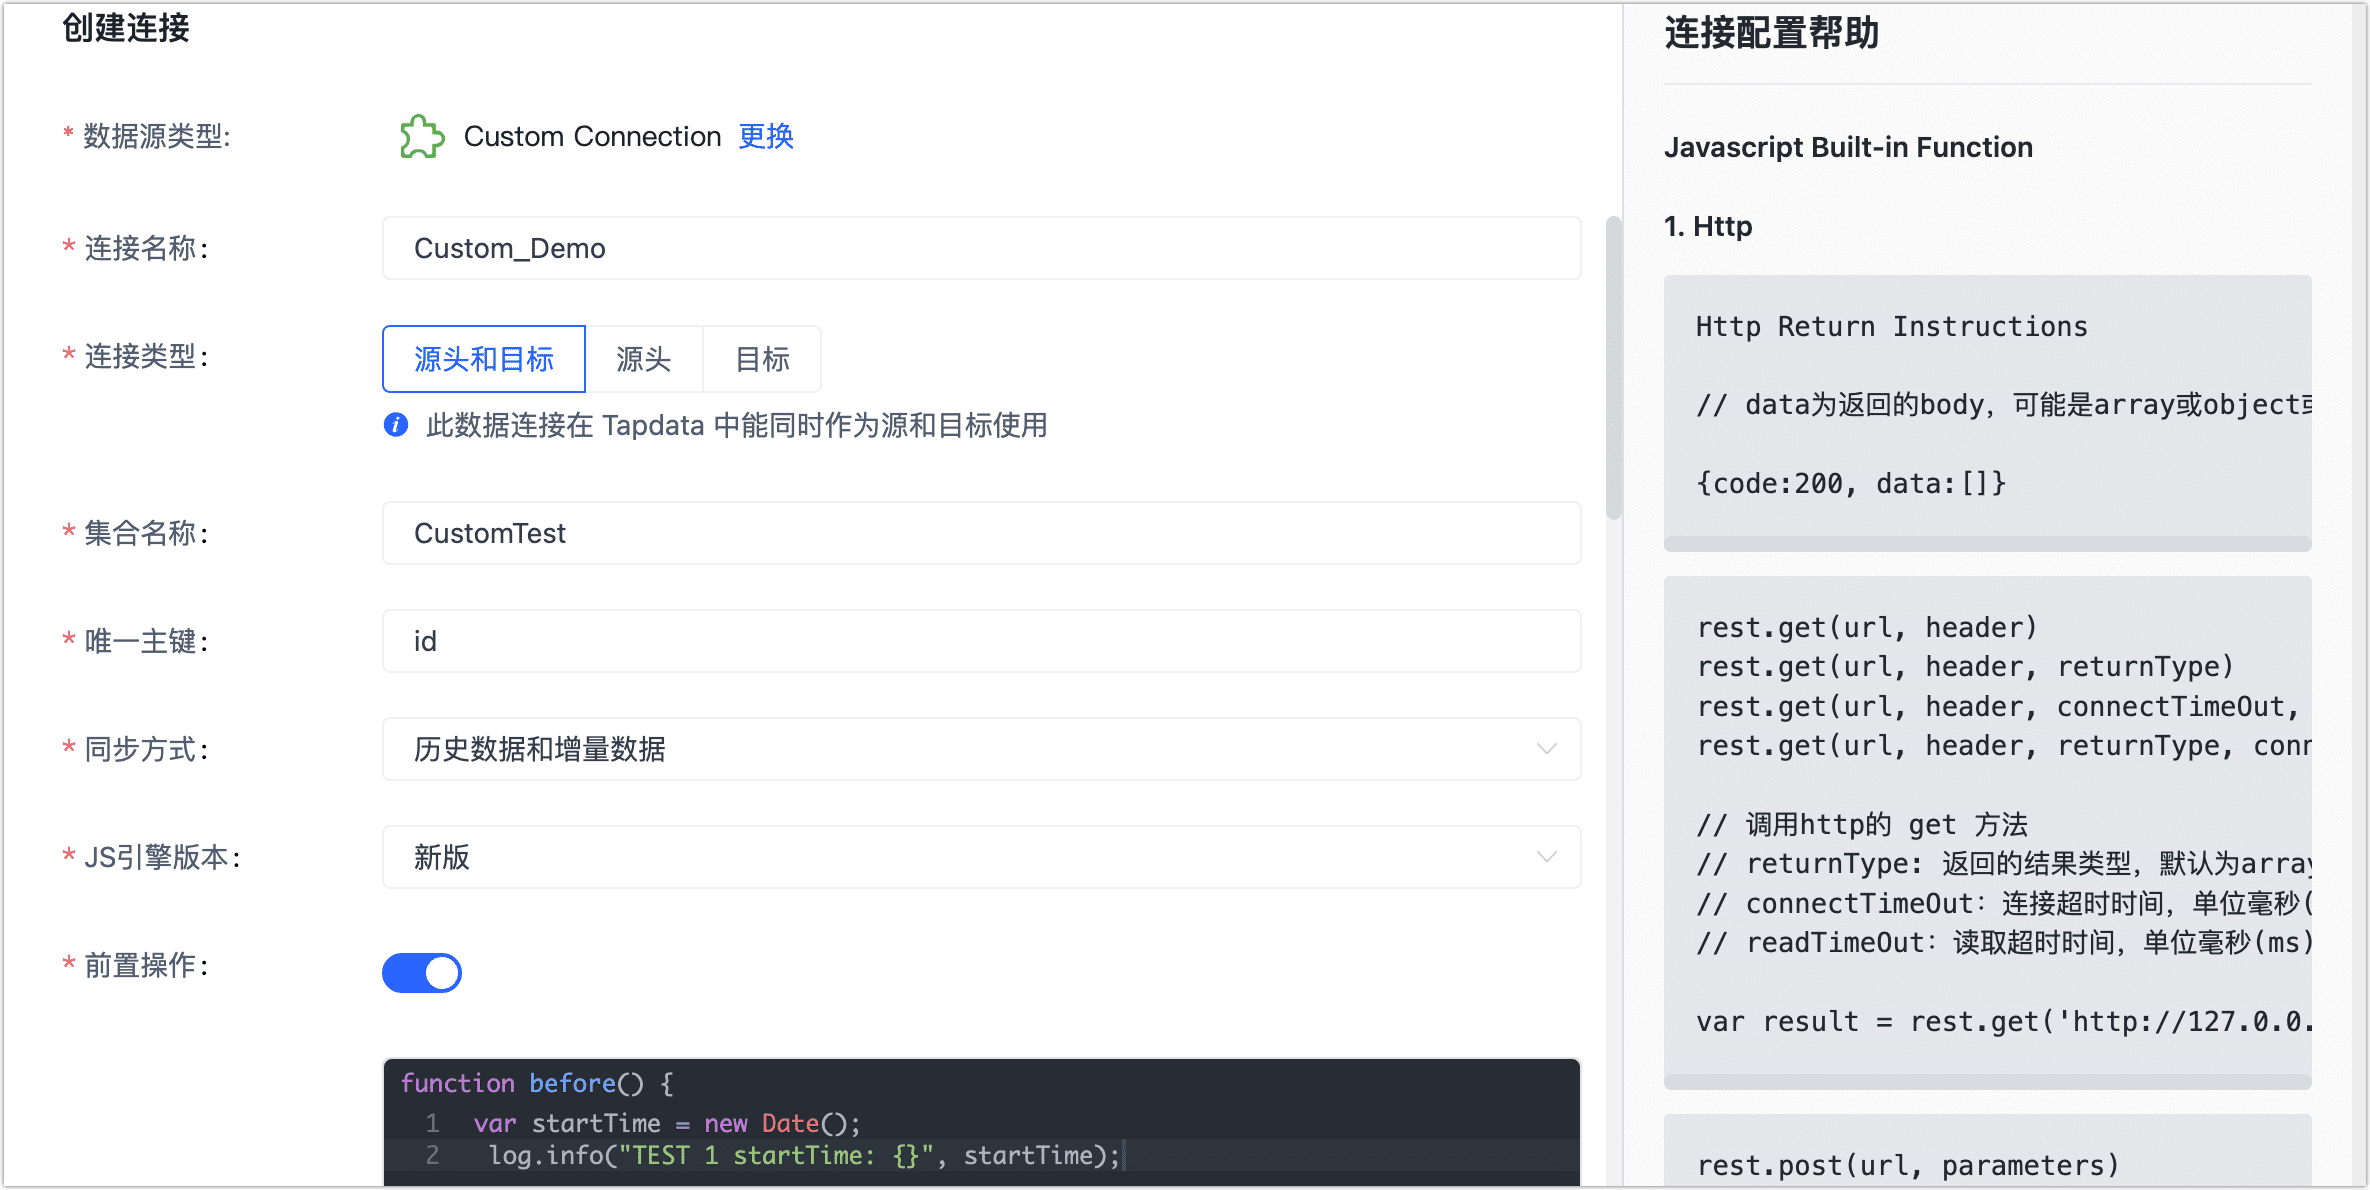 创建连接
* 数据源类型: Custom Connection 更换
* 连接名称: Custom_Demo
* 连接类型: 源头和目标 源头 目标
此数据连接在 Tapdata 中能同时作为源和目标使用
* 集合名称: CustomTest
* 唯一主键: id
* 同步方式: 历史数据和增量数据
* JS引擎版本: 新版
* 前置操作:
function before() {
1 var startTime = new Date();
2 log.info("TEST 1 startTime: {}", startTime);
连接配置帮助
Javascript Built-in Function
1. Http
Http Return Instructions
// data为返回的body，可能是array或object或
{code:200, data:[]}
rest.get(url, header)
rest.get(url, header, returnType)
rest.get(url, header, connectTimeOut,
rest.get(url, header, returnType, conn
// 调用http的 get 方法
// returnType: 返回的结果类型，默认为array
// connectTimeOut：连接超时时间，单位毫秒(
// readTimeOut：读取超时时间，单位毫秒(ms)
var result = rest.get('http://127.0.0.
rest.post(url, parameters)